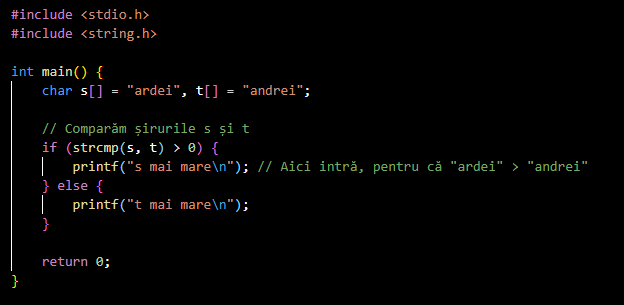 #include <stdio.h>
#include <string.h>

int main() {
    char s[] = "ardei", t[] = "andrei";

    // Comparăm șirurile s și t
    if (strcmp(s, t) > 0) {
        printf("s mai mare\n"); // Aici intră, pentru că "ardei" > "andrei"
    } else {
        printf("t mai mare\n");
    }

    return 0;
}